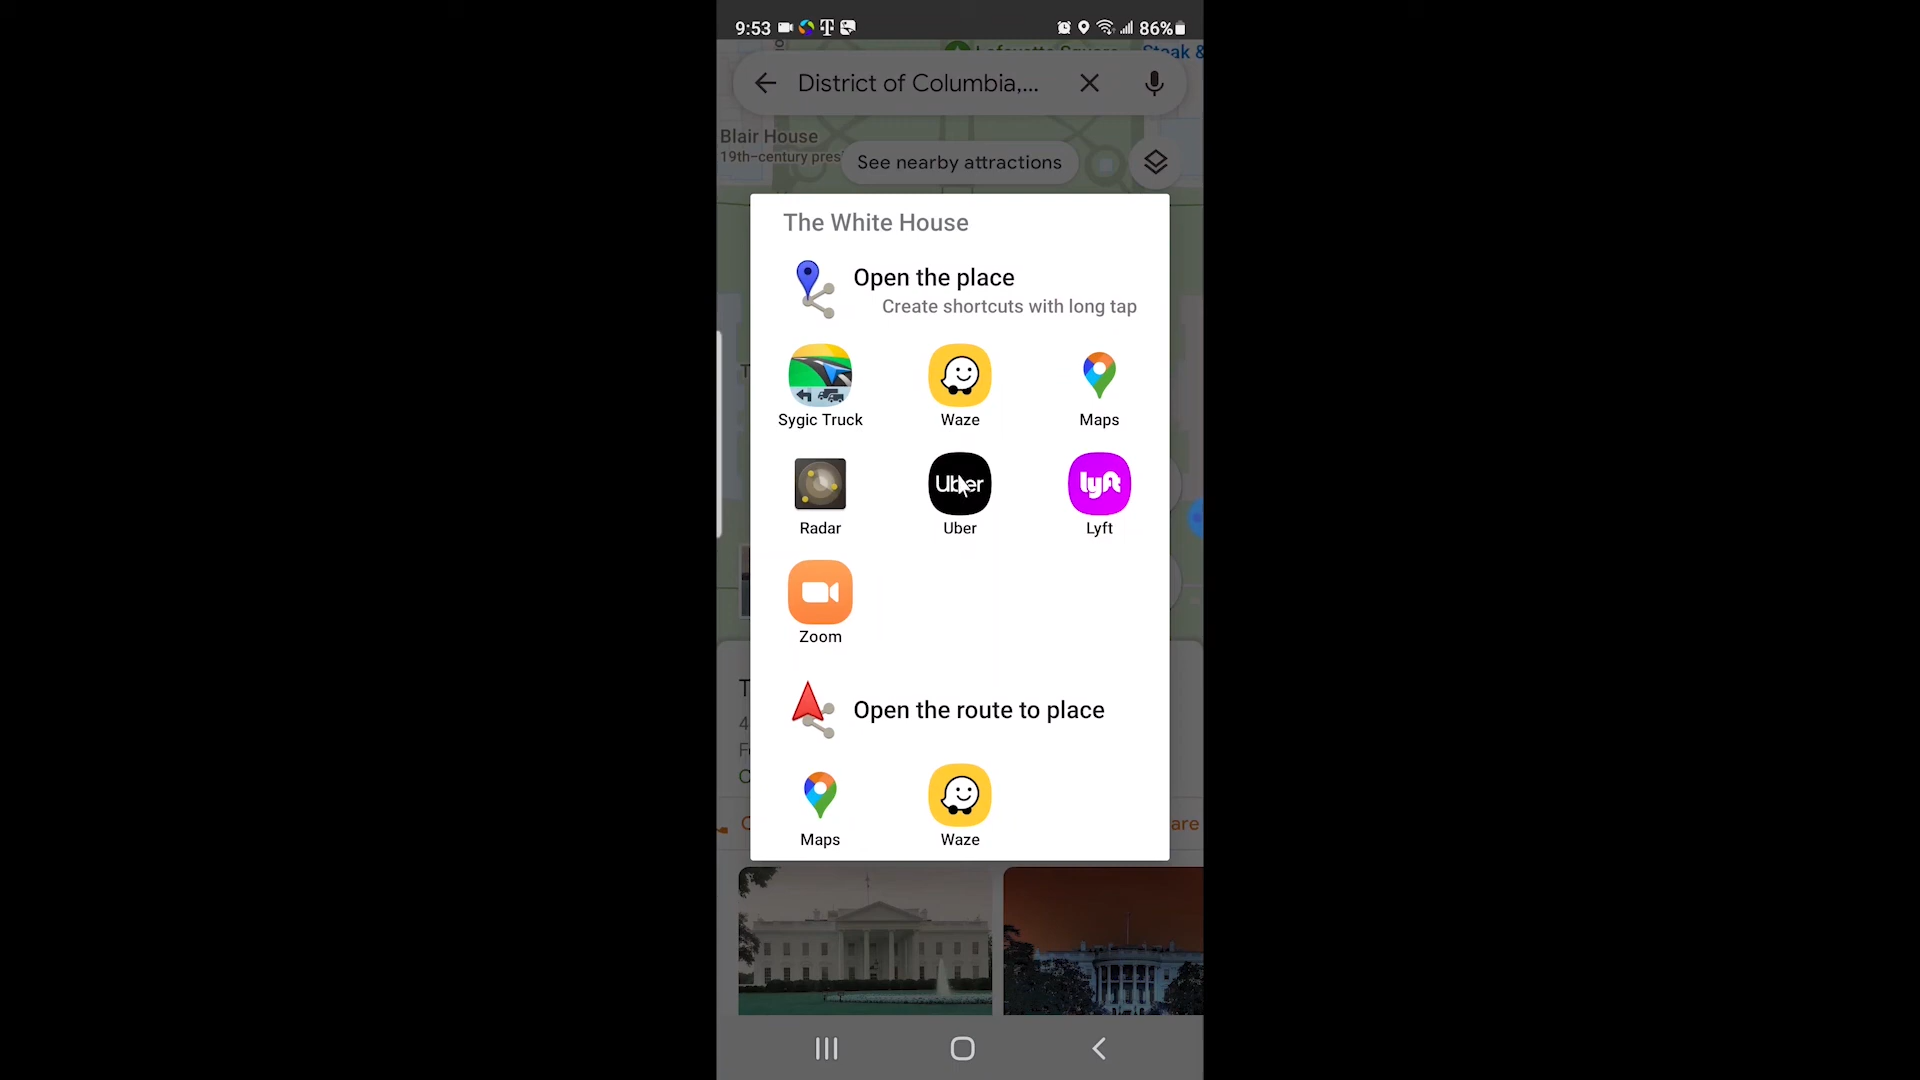 9:53 86%
Steak &
District of Columbia,...
Blair House
19th-century pres
See nearby attractions
The White House
Open the place
Create shortcuts with long tap
Sygic Truck Waze Maps
Uber lyft
Radar Uber Lyft
Zoom
Open the route to place
are
Maps Waze